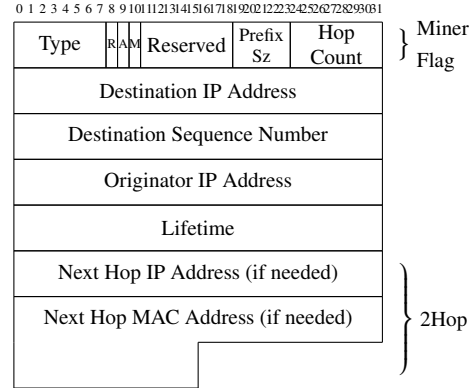 0 1 2 3 4 5 6 7 8 9 10 11 12 13 14 15 16 17 18 19 20 21 22 23 24 25 26 27 28 29 30 31
Type R A M Reserved Prefix Sz Hop Count } Miner Flag
Destination IP Address
Destination Sequence Number
Originator IP Address
Lifetime
Next Hop IP Address (if needed)
Next Hop MAC Address (if needed) } 2Hop